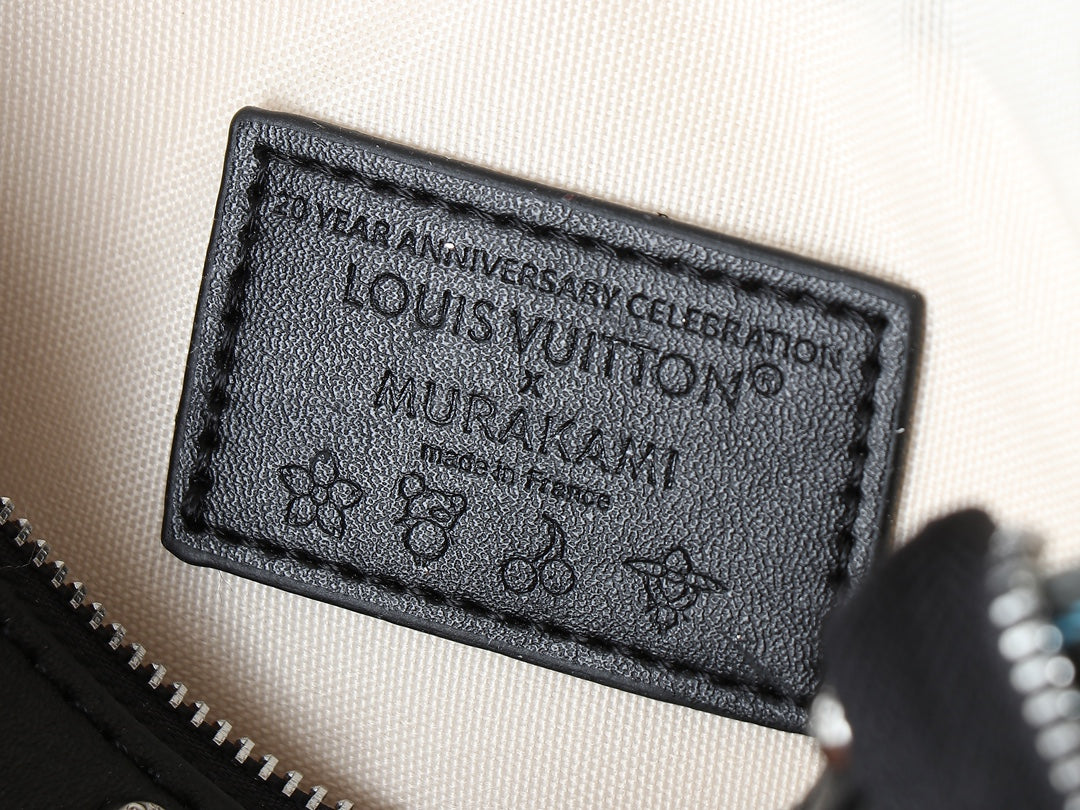 20 YEAR ANNIVERSARY CELEBRATION
LOUIS VUITTON®
x
MURAKAMI
made in France